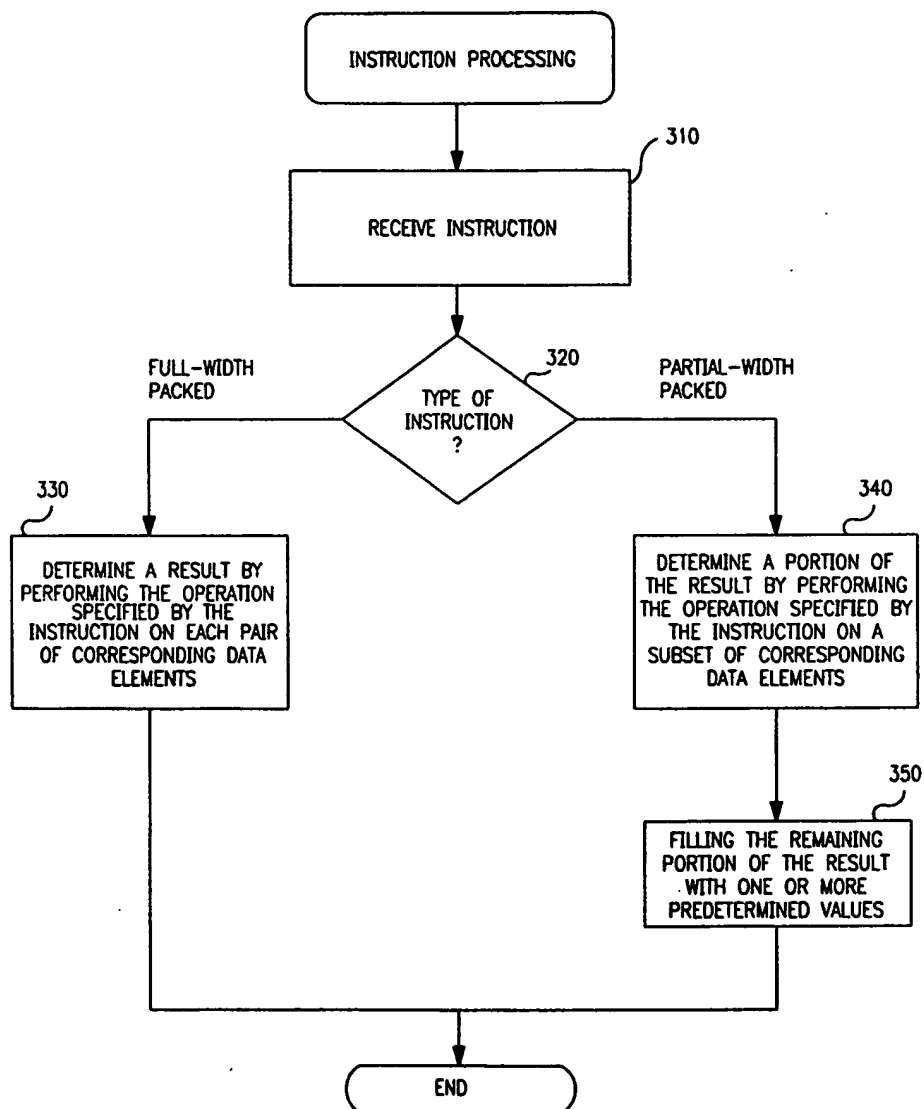 INSTRUCTION PROCESSING
310
RECEIVE INSTRUCTION
320
FULL-WIDTH
PACKED
TYPE OF
INSTRUCTION
?
PARTIAL-WIDTH
PACKED
330
DETERMINE A RESULT BY
PERFORMING THE OPERATION
SPECIFIED BY THE
INSTRUCTION ON EACH PAIR
OF CORRESPONDING DATA
ELEMENTS
340
DETERMINE A PORTION OF
THE RESULT BY PERFORMING
THE OPERATION SPECIFIED BY
THE INSTRUCTION ON A
SUBSET OF CORRESPONDING
DATA ELEMENTS
350
FILLING THE REMAINING
PORTION OF THE RESULT
WITH ONE OR MORE
PREDETERMINED VALUES
END